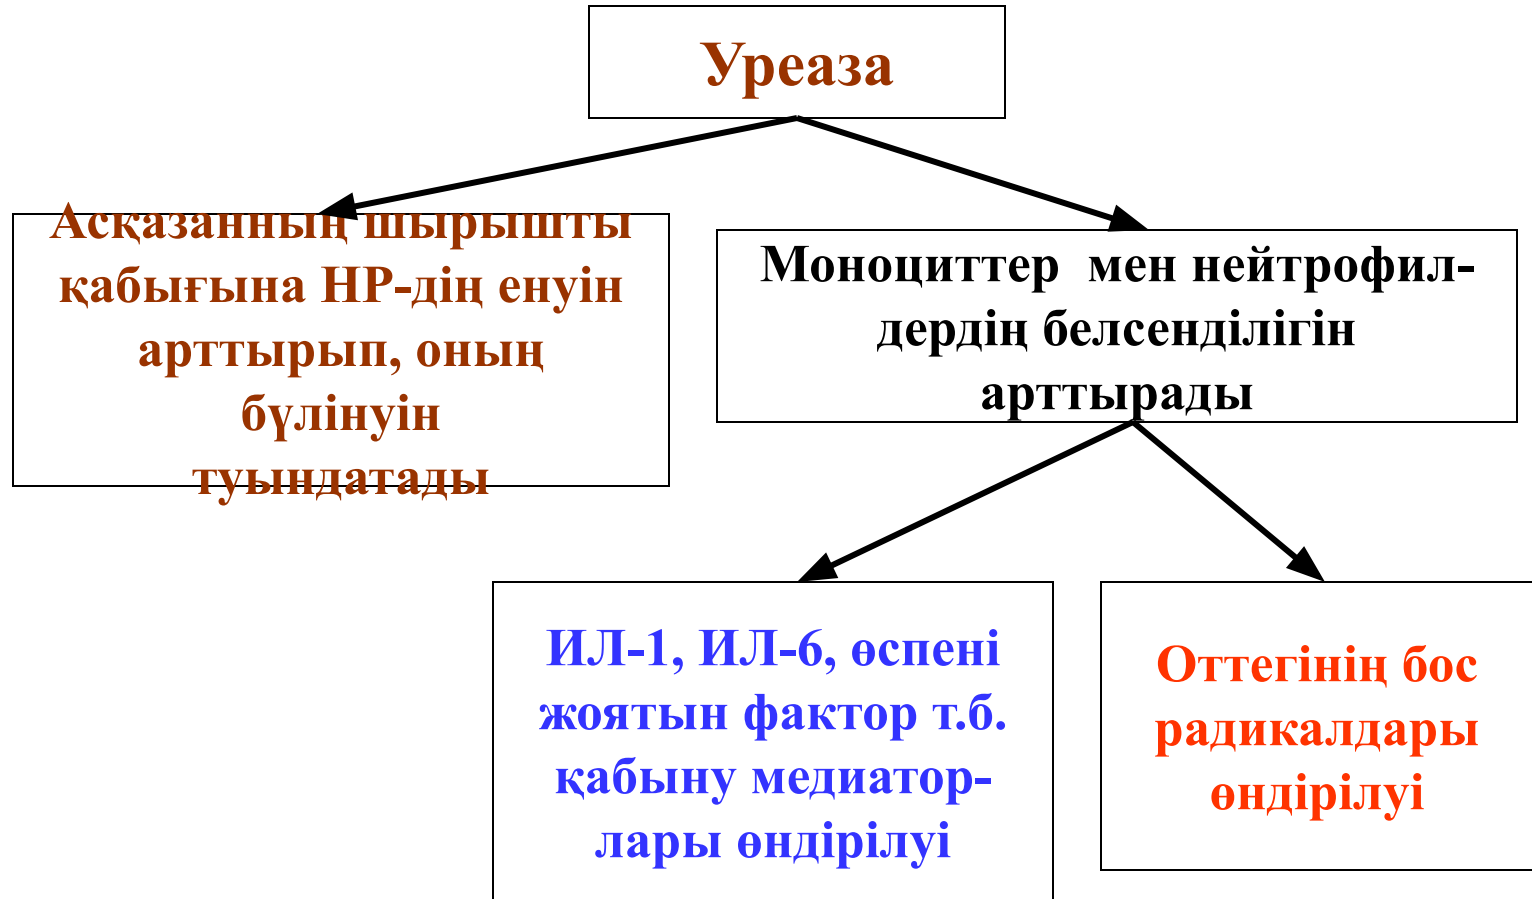 Уреаза
Асқазанның шырышты
қабығына НР-дің енуін
арттырып, оның
бүлінуін
туындатады
Моноциттер мен нейтрофил-
дердің белсенділігін
арттырады
ИЛ-1, ИЛ-6, өспені
жоятын фактор т.б.
қабыну медиатор-
лары өндірілуі
Оттегінің бос
радикалдары
өндірілуі